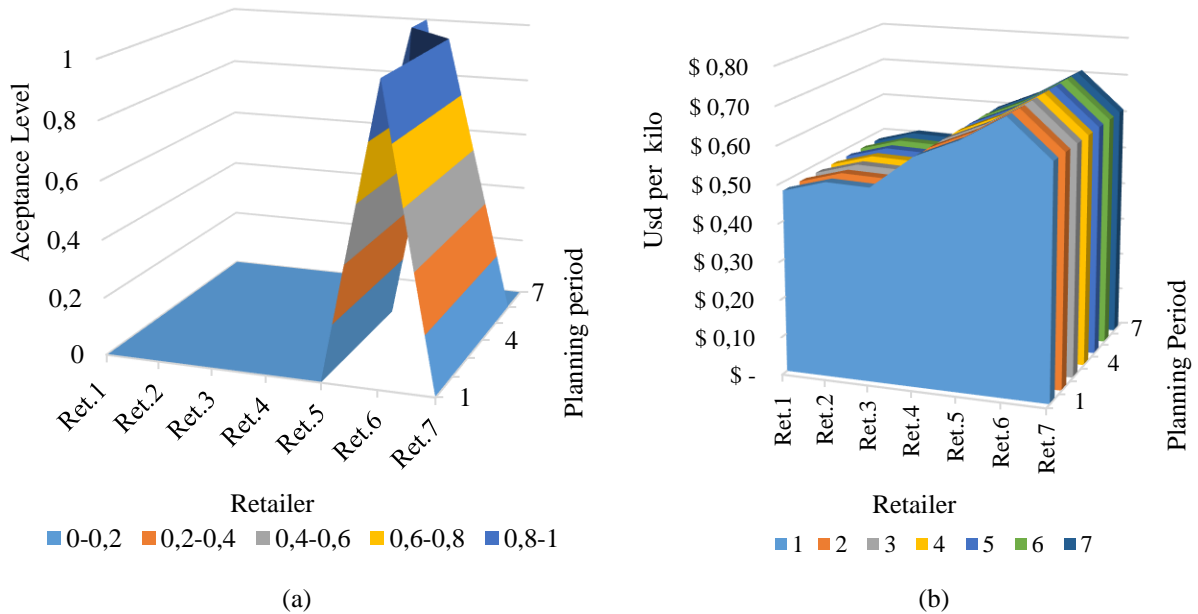 Aceptance Level
1
0,8
0,6
0,4
0,2
0
Ret.1
Ret.2
Ret.3
Ret.4
Ret.5
Ret.6
Ret.7
1
4
7
Planning period
Retailer
0-0,2 0,2-0,4 0,4-0,6 0,6-0,8 0,8-1
(a)
Usd per kilo
$ 0,80
$ 0,70
$ 0,60
$ 0,50
$ 0,40
$ 0,30
$ 0,20
$ 0,10
$ -
Ret.1
Ret.2
Ret.3
Ret.4
Ret.5
Ret.6
Ret.7
1
4
7
Planning Period
Retailer
1 2 3 4 5 6 7
(b)